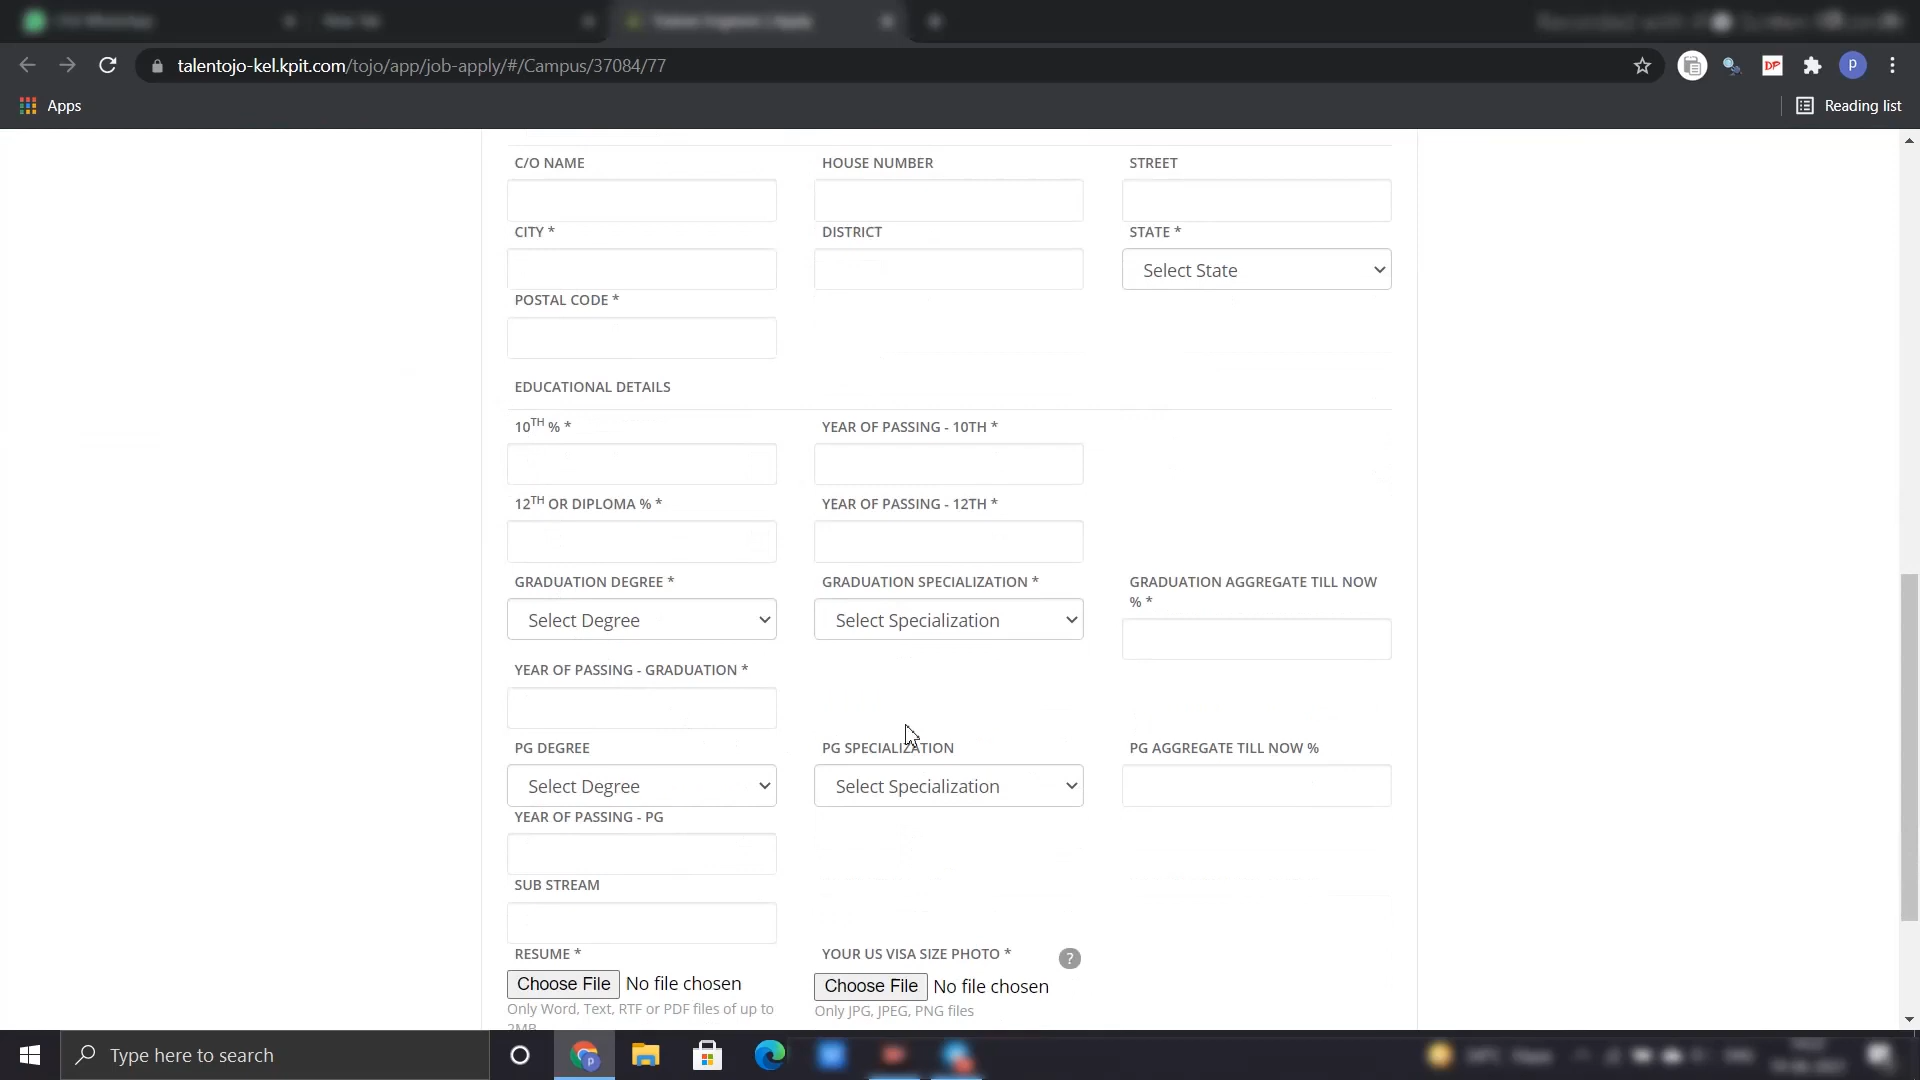 talentojo-kel.kpit.com/tojo/app/job-apply/#/Campus/37084/77
DP
P
Apps
Reading list
C/O NAME
HOUSE NUMBER
STREET
CITY *
DISTRICT
STATE *
Select State
POSTAL CODE *
EDUCATIONAL DETAILS
10TH % *
YEAR OF PASSING - 10TH *
12TH OR DIPLOMA % *
YEAR OF PASSING - 12TH *
GRADUATION DEGREE *
GRADUATION SPECIALIZATION *
GRADUATION AGGREGATE TILL NOW
% *
Select Degree
Select Specialization
YEAR OF PASSING - GRADUATION *
PG DEGREE
PG SPECIALIZATION
PG AGGREGATE TILL NOW %
Select Degree
Select Specialization
YEAR OF PASSING - PG
SUB STREAM
RESUME *
YOUR US VISA SIZE PHOTO *
?
Choose File No file chosen
Choose File No file chosen
Only Word, Text, RTF or PDF files of up to
2MB
Only JPG, JPEG, PNG files
Type here to search